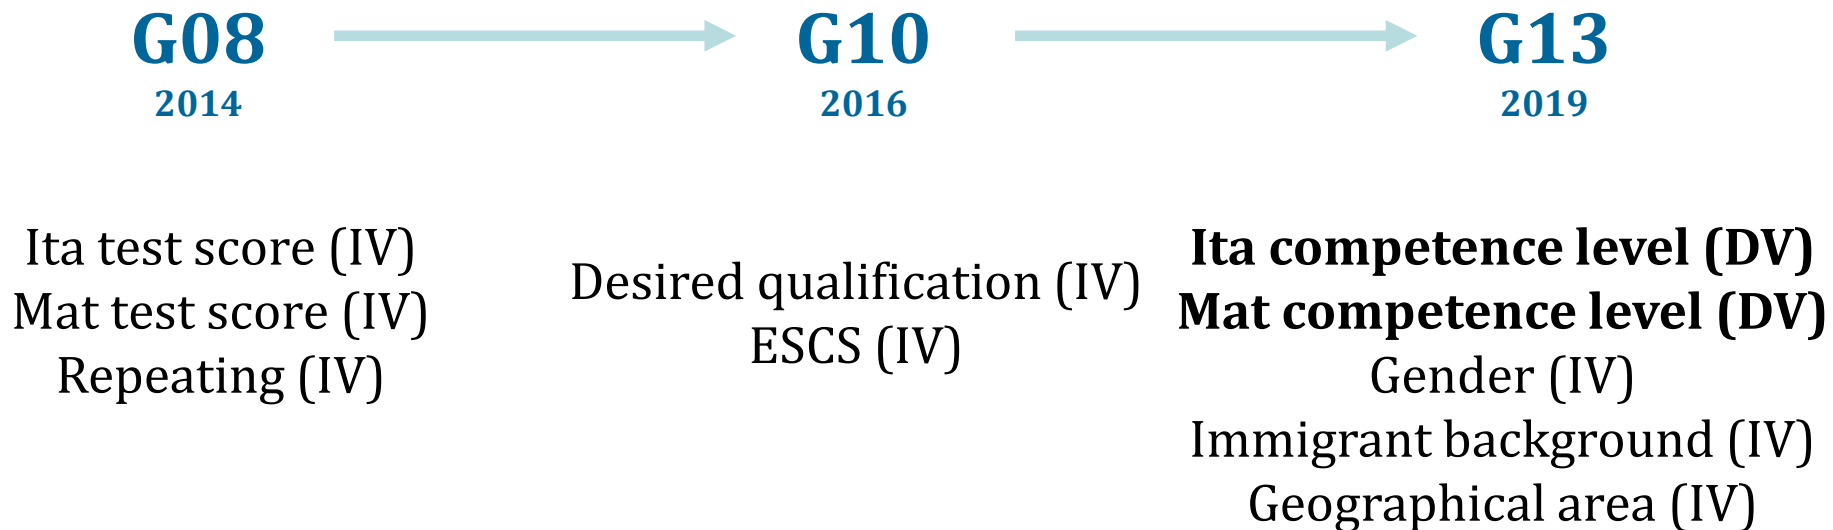 G08
2014
Ita test score (IV)
Mat test score (IV)
Repeating (IV)
G10
2016
Desired qualification (IV)
ESCS (IV)
G13
2019
Ita competence level (DV)
Mat competence level (DV)
Gender (IV)
Immigrant background (IV)
Geographical area (IV)